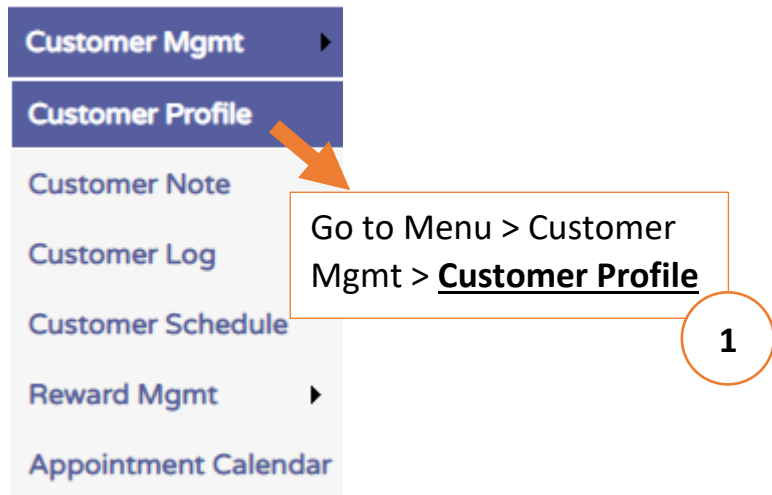 Customer Mgmt
Customer Profile
Customer Note
Customer Log
Customer Schedule
Reward Mgmt
Appointment Calendar
Go to Menu > Customer
Mgmt > Customer Profile
1